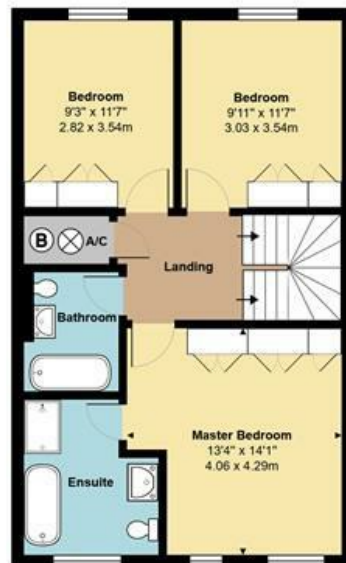 Bedroom
9'3" x 11'7"
2.82 x 3.54m
Bedroom
9'11" x 11'7"
3.03 x 3.54m
B A/C
Landing
Bathroom
Master Bedroom
13'4" x 14'1"
4.06 x 4.29m
Ensuite